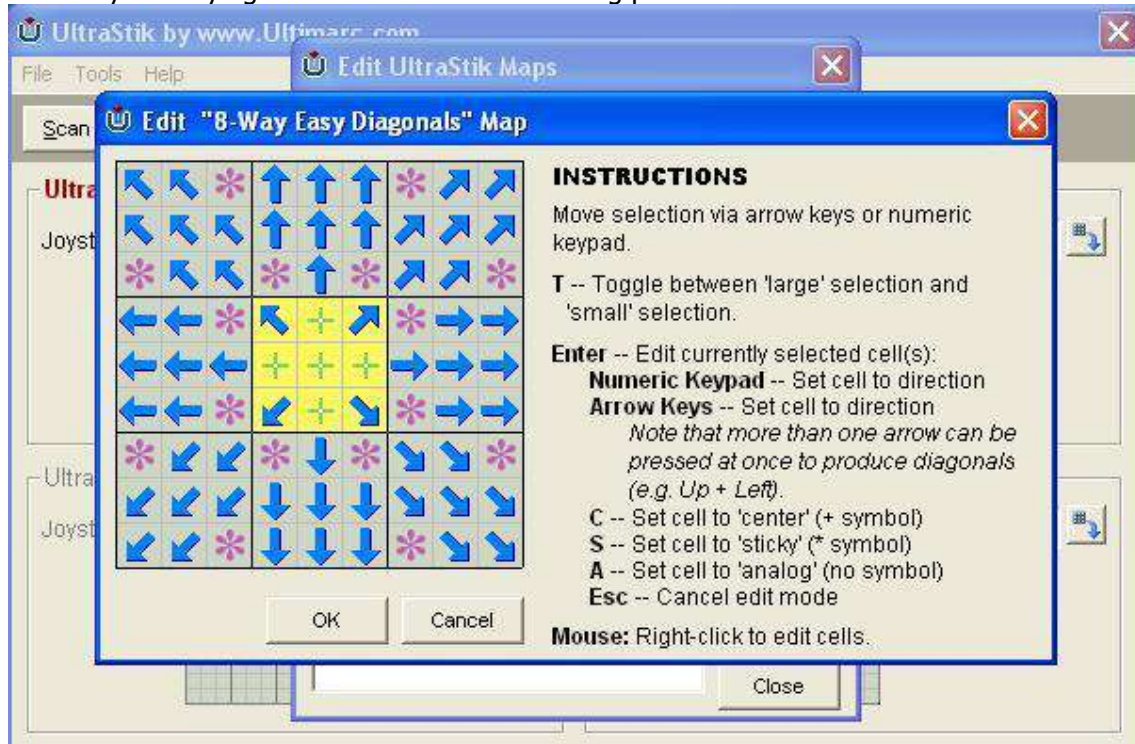 UltraStik by www.Ultimarc.com
File Tools Help
Edit UltraStik Maps
Scan
Edit "8-Way Easy Diagonals" Map
Ultra
Joyst
INSTRUCTIONS
Move selection via arrow keys or numeric
keypad.
T -- Toggle between 'large' selection and
'small' selection.
Enter -- Edit currently selected cell(s):
Numeric Keypad -- Set cell to direction
Arrow Keys -- Set cell to direction
Note that more than one arrow can be
pressed at once to produce diagonals
(e.g. Up + Left).
C -- Set cell to 'center' (+ symbol)
S -- Set cell to 'sticky' (* symbol)
A -- Set cell to 'analog' (no symbol)
Esc -- Cancel edit mode
Mouse: Right-click to edit cells.
Ultra
Joyst
OK Cancel
Close